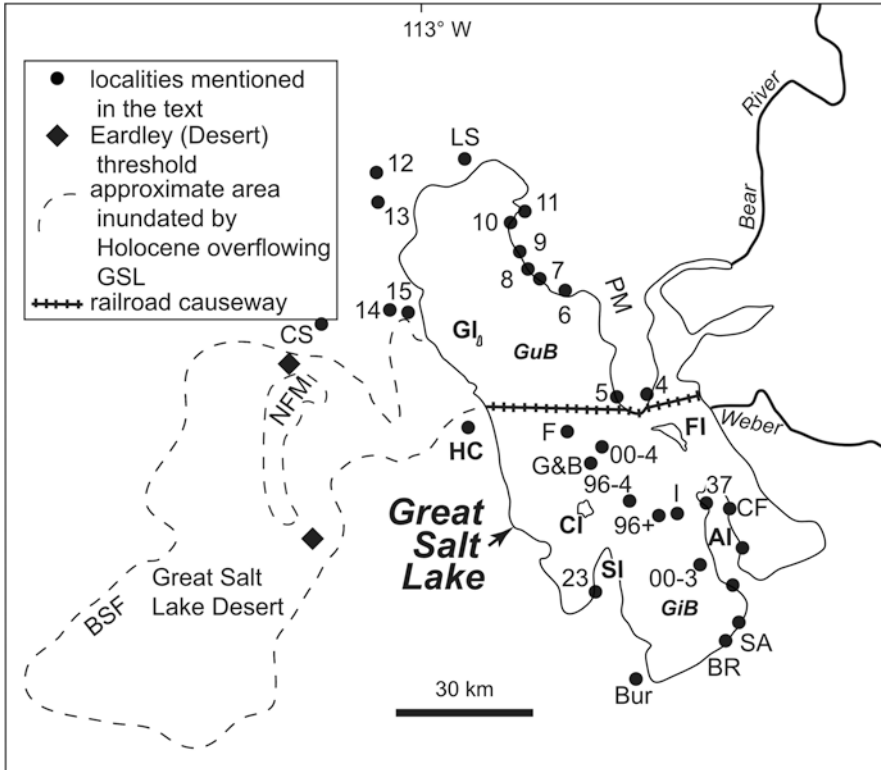 113° W
localities mentioned
in the text
Eardley (Desert)
threshold
approximate area
inundated by
Holocene overflowing
GSL
railroad causeway
River
Bear
LS
12
13
11
10
9
8
7
6
PM
14
15
CS
GI
GuB
NFM
5
4
FI
Weber
HC
F
00-4
G&B
96-4
37
I
CF
96+
CI
AI
Great
Salt
Lake
SI
00-3
23
GiB
Great Salt
Lake Desert
BSF
SA
BR
Bur
30 km